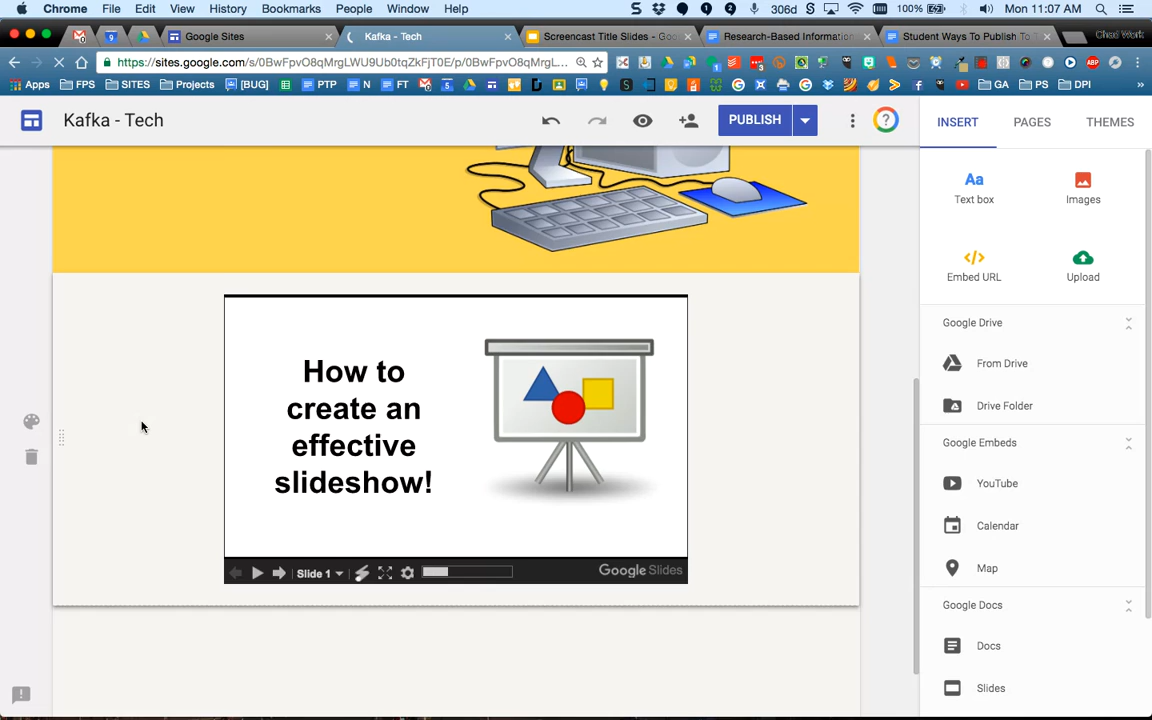 Chrome File Edit View History Bookmarks People Window Help 306d 100% Mon 11:07 AM
Google Sites Kafka - Tech Screencast Title Slides - Goo Research-Based Information Student Ways To Publish To Chad Work
https://sites.google.com/s/0BwFpvO8qMrgLWU9Ub0tqZkFjT0E/p/0BwFpvO8qMrgL...
Apps FPS SITES Projects [BUG] PTP N FT GA PS DPI »
Kafka - Tech PUBLISH INSERT PAGES THEMES
Aa
Text box Images
Embed URL Upload
Google Drive
From Drive
Drive Folder
Google Embeds
YouTube
Calendar
Map
Google Docs
Docs
Slides
How to
create an
effective
slideshow!
Slide 1 Google Slides